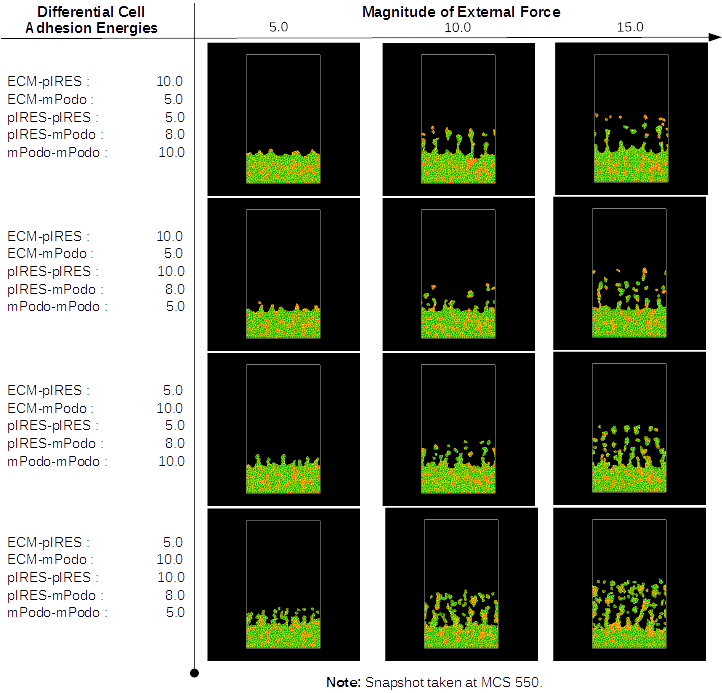 Differential Cell
Adhesion Energies
Magnitude of External Force
5.0 10.0 15.0
ECM-pIRES : 10.0
ECM-mPodo : 5.0
pIRES-pIRES : 5.0
pIRES-mPodo : 8.0
mPodo-mPodo : 10.0
ECM-pIRES : 10.0
ECM-mPodo : 5.0
pIRES-pIRES : 10.0
pIRES-mPodo : 8.0
mPodo-mPodo : 5.0
ECM-pIRES : 5.0
ECM-mPodo : 10.0
pIRES-pIRES : 5.0
pIRES-mPodo : 8.0
mPodo-mPodo : 10.0
ECM-pIRES : 5.0
ECM-mPodo : 10.0
pIRES-pIRES : 10.0
pIRES-mPodo : 8.0
mPodo-mPodo : 5.0
Note: Snapshot taken at MCS 550.